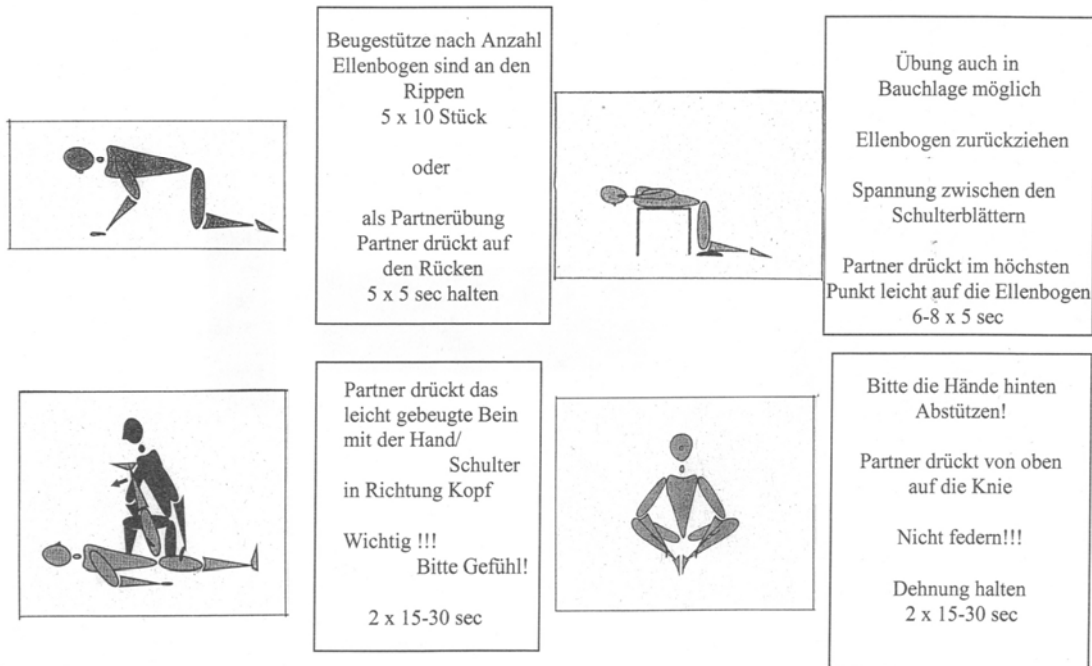 Beugestütze nach Anzahl
Ellenbogen sind an den
Rippen
5 x 10 Stück
oder
als Partnerübung
Partner drückt auf
den Rücken
5 x 5 sec halten
Übung auch in
Bauchlage möglich
Ellenbogen zurückziehen
Spannung zwischen den
Schulterblättern
Partner drückt im höchsten
Punkt leicht auf die Ellenbogen
6-8 x 5 sec
Partner drückt das
leicht gebeugte Bein
mit der Hand/
Schulter
in Richtung Kopf
Wichtig !!!
Bitte Gefühl!
2 x 15-30 sec
Bitte die Hände hinten
Abstützen!
Partner drückt von oben
auf die Knie
Nicht federn!!!
Dehnung halten
2 x 15-30 sec